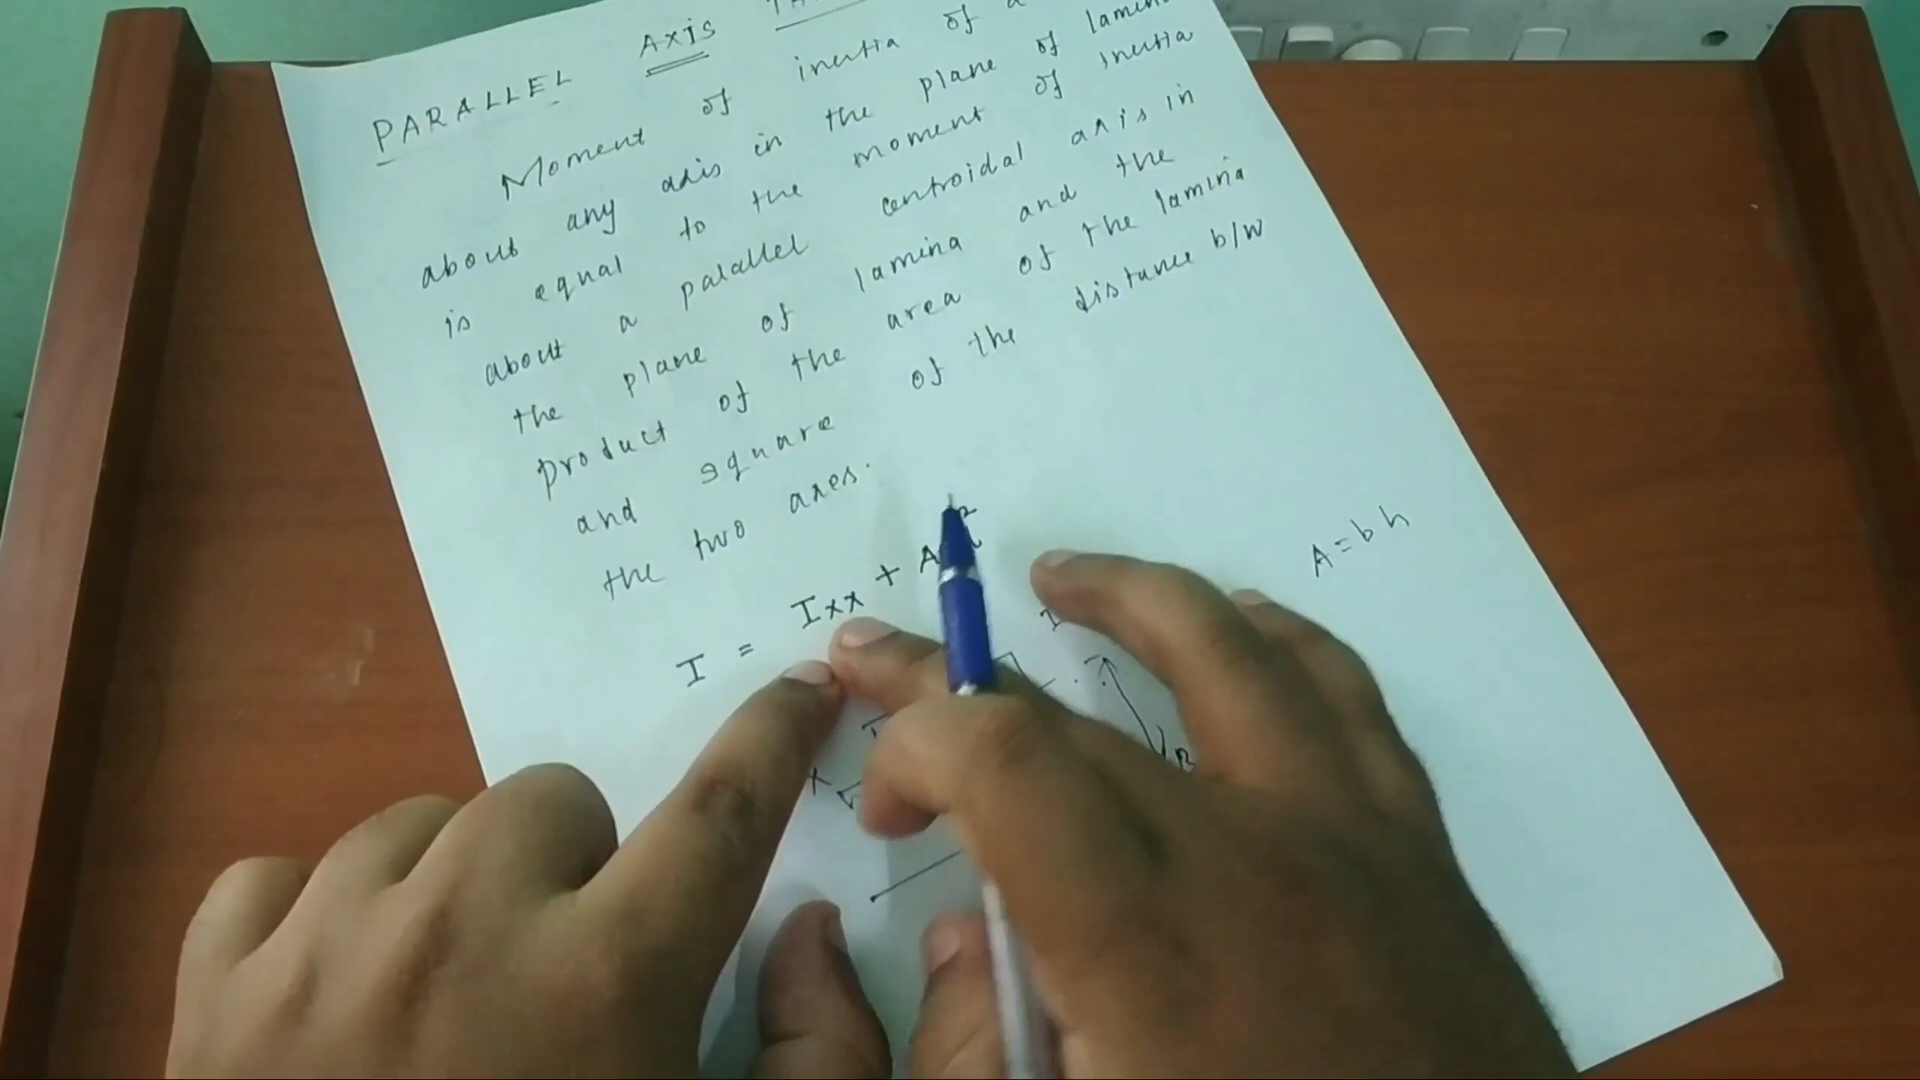 PARALLEL AXIS
Moment of inertia of a
about any axis in the plane of lamina
is equal to the moment of inertia
about a parallel centroidal axis in
the plane of lamina and the
product of the area of the lamina
and square of the distance b/w
the two axes.
I = Ixx + A
A = bh
X